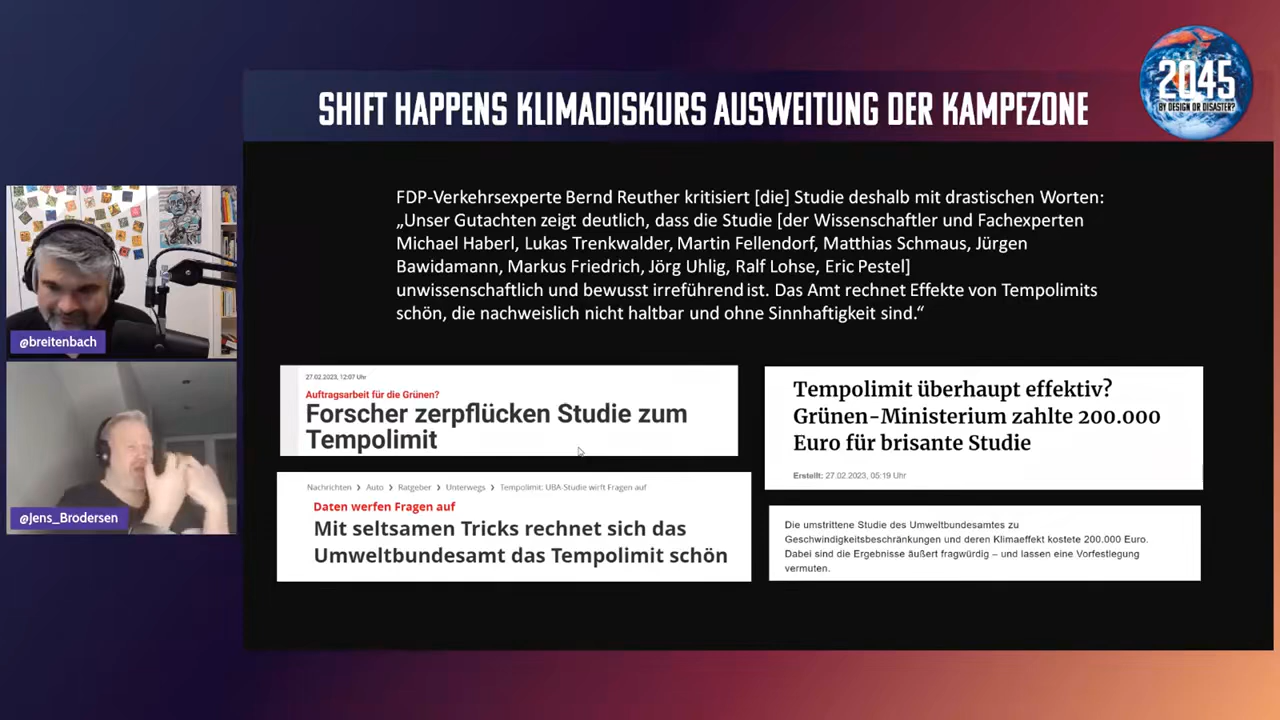 2045
BY DESIGN OR DISASTER?
SHIFT HAPPENS KLIMADISKURS AUSWEITUNG DER KAMPFZONE
FDP-Verkehrsexperte Bernd Reuther kritisiert [die] Studie deshalb mit drastischen Worten:
„Unser Gutachten zeigt deutlich, dass die Studie [der Wissenschaftler und Fachexperten
Michael Haberl, Lukas Trenkwalder, Martin Fellendorf, Matthias Schmaus, Jürgen
Bawidamann, Markus Friedrich, Jörg Uhlig, Ralf Lohse, Eric Pestel]
unwissenschaftlich und bewusst irreführend ist. Das Amt rechnet Effekte von Tempolimits
schön, die nachweislich nicht haltbar und ohne Sinnhaftigkeit sind.“
@breitenbach
@Jens_Brodersen
27.02.2023, 12:07 Uhr
Auftragsarbeit für die Grünen?
Forscher zerpflücken Studie zum
Tempolimit
Tempolimit überhaupt effektiv?
Grünen-Ministerium zahlte 200.000
Euro für brisante Studie
Erstellt: 27.02.2023, 05:19 Uhr
Nachrichten > Auto > Ratgeber > Unterwegs > Tempolimit: UBA-Studie wirft Fragen auf
Daten werfen Fragen auf
Mit seltsamen Tricks rechnet sich das
Umweltbundesamt das Tempolimit schön
Die umstrittene Studie des Umweltbundesamtes zu
Geschwindigkeitsbeschränkungen und deren Klimaeffekt kostete 200.000 Euro.
Dabei sind die Ergebnisse äußert fragwürdig – und lassen eine Vorfestlegung
vermuten.